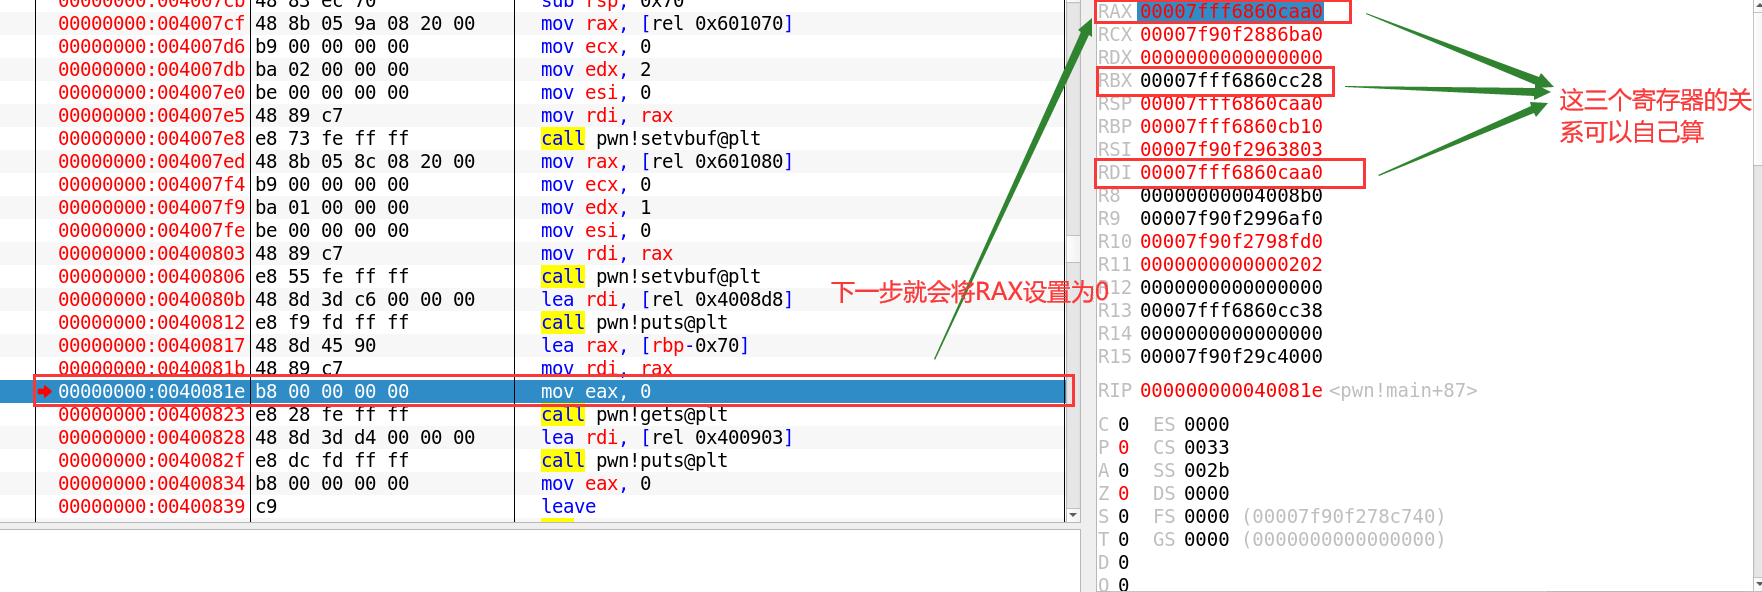 00000000:004007cb 48 83 ec 70 sub rsp, 0x70
00000000:004007cf 48 8b 05 9a 08 20 00 mov rax, [rel 0x601070]
00000000:004007d6 b9 00 00 00 00 mov ecx, 0
00000000:004007db ba 02 00 00 00 mov edx, 2
00000000:004007e0 be 00 00 00 00 mov esi, 0
00000000:004007e5 48 89 c7 mov rdi, rax
00000000:004007e8 e8 73 fe ff ff call pwn!setvbuf@plt
00000000:004007ed 48 8b 05 8c 08 20 00 mov rax, [rel 0x601080]
00000000:004007f4 b9 00 00 00 00 mov ecx, 0
00000000:004007f9 ba 01 00 00 00 mov edx, 1
00000000:004007fe be 00 00 00 00 mov esi, 0
00000000:00400803 48 89 c7 mov rdi, rax
00000000:00400806 e8 55 fe ff ff call pwn!setvbuf@plt
00000000:0040080b 48 8d 3d c6 00 00 00 lea rdi, [rel 0x4008d8]
00000000:00400812 e8 f9 fd ff ff call pwn!puts@plt
00000000:00400817 48 8d 45 90 lea rax, [rbp-0x70]
00000000:0040081b 48 89 c7 mov rdi, rax
00000000:0040081e b8 00 00 00 00 mov eax, 0
00000000:00400823 e8 28 fe ff ff call pwn!gets@plt
00000000:00400828 48 8d 3d d4 00 00 00 lea rdi, [rel 0x400903]
00000000:0040082f e8 dc fd ff ff call pwn!puts@plt
00000000:00400834 b8 00 00 00 00 mov eax, 0
00000000:00400839 c9 leave
下一步就会将RAX设置为0
RAX 00007fff6860caa0
RCX 00007f90f2886ba0
RDX 0000000000000000
RBX 00007fff6860cc28
RSP 00007fff6860caa0
RBP 00007fff6860cb10
RSI 00007f90f2963803
RDI 00007fff6860caa0
R8 00000000004008b0
R9 00007f90f2996af0
R10 00007f90f2798fd0
R11 0000000000000202
R12 0000000000000000
R13 00007fff6860cc38
R14 0000000000000000
R15 00007f90f29c4000
RIP 000000000040081e <pwn!main+87>
C 0 ES 0000
P 0 CS 0033
A 0 SS 002b
Z 0 DS 0000
S 0 FS 0000 (00007f90f278c740)
T 0 GS 0000 (0000000000000000)
D 0
O 0
这三个寄存器的关
系可以自己算